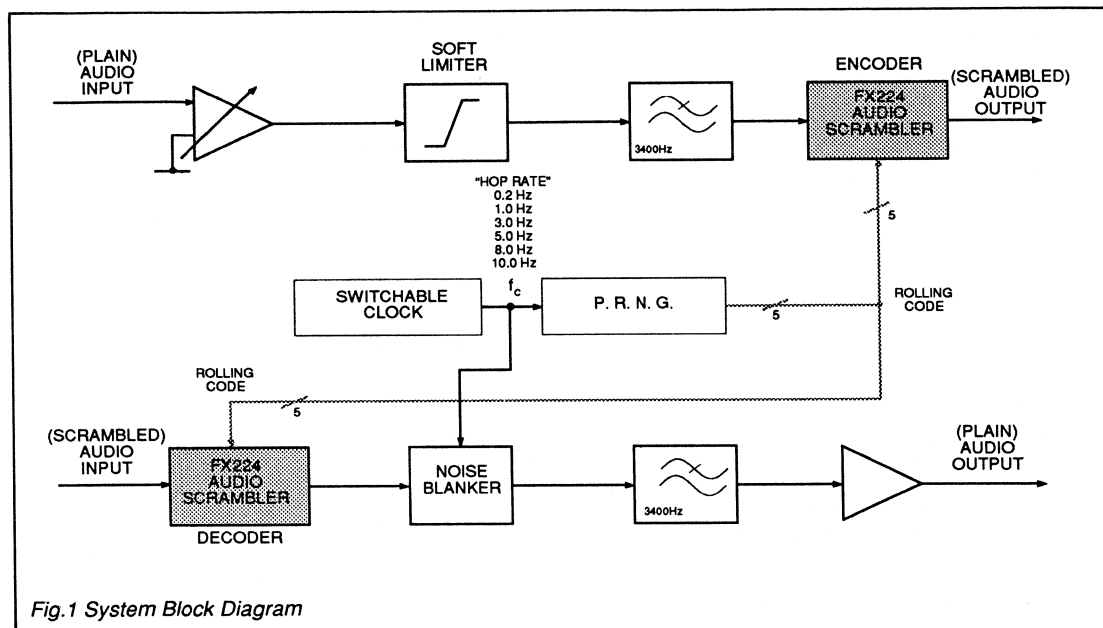 (PLAIN)
AUDIO
INPUT
SOFT
LIMITER
3400Hz
ENCODER
FX224
AUDIO
SCRAMBLER
(SCRAMBLED)
AUDIO
OUTPUT
5
"HOP RATE"
0.2 Hz
1.0 Hz
3.0 Hz
5.0 Hz
8.0 Hz
10.0 Hz
fc
SWITCHABLE
CLOCK
P. R. N. G.
5
ROLLING
CODE
ROLLING
CODE
5
(SCRAMBLED)
AUDIO
INPUT
FX224
AUDIO
SCRAMBLER
DECODER
NOISE
BLANKER
3400Hz
(PLAIN)
AUDIO
OUTPUT
Fig.1 System Block Diagram